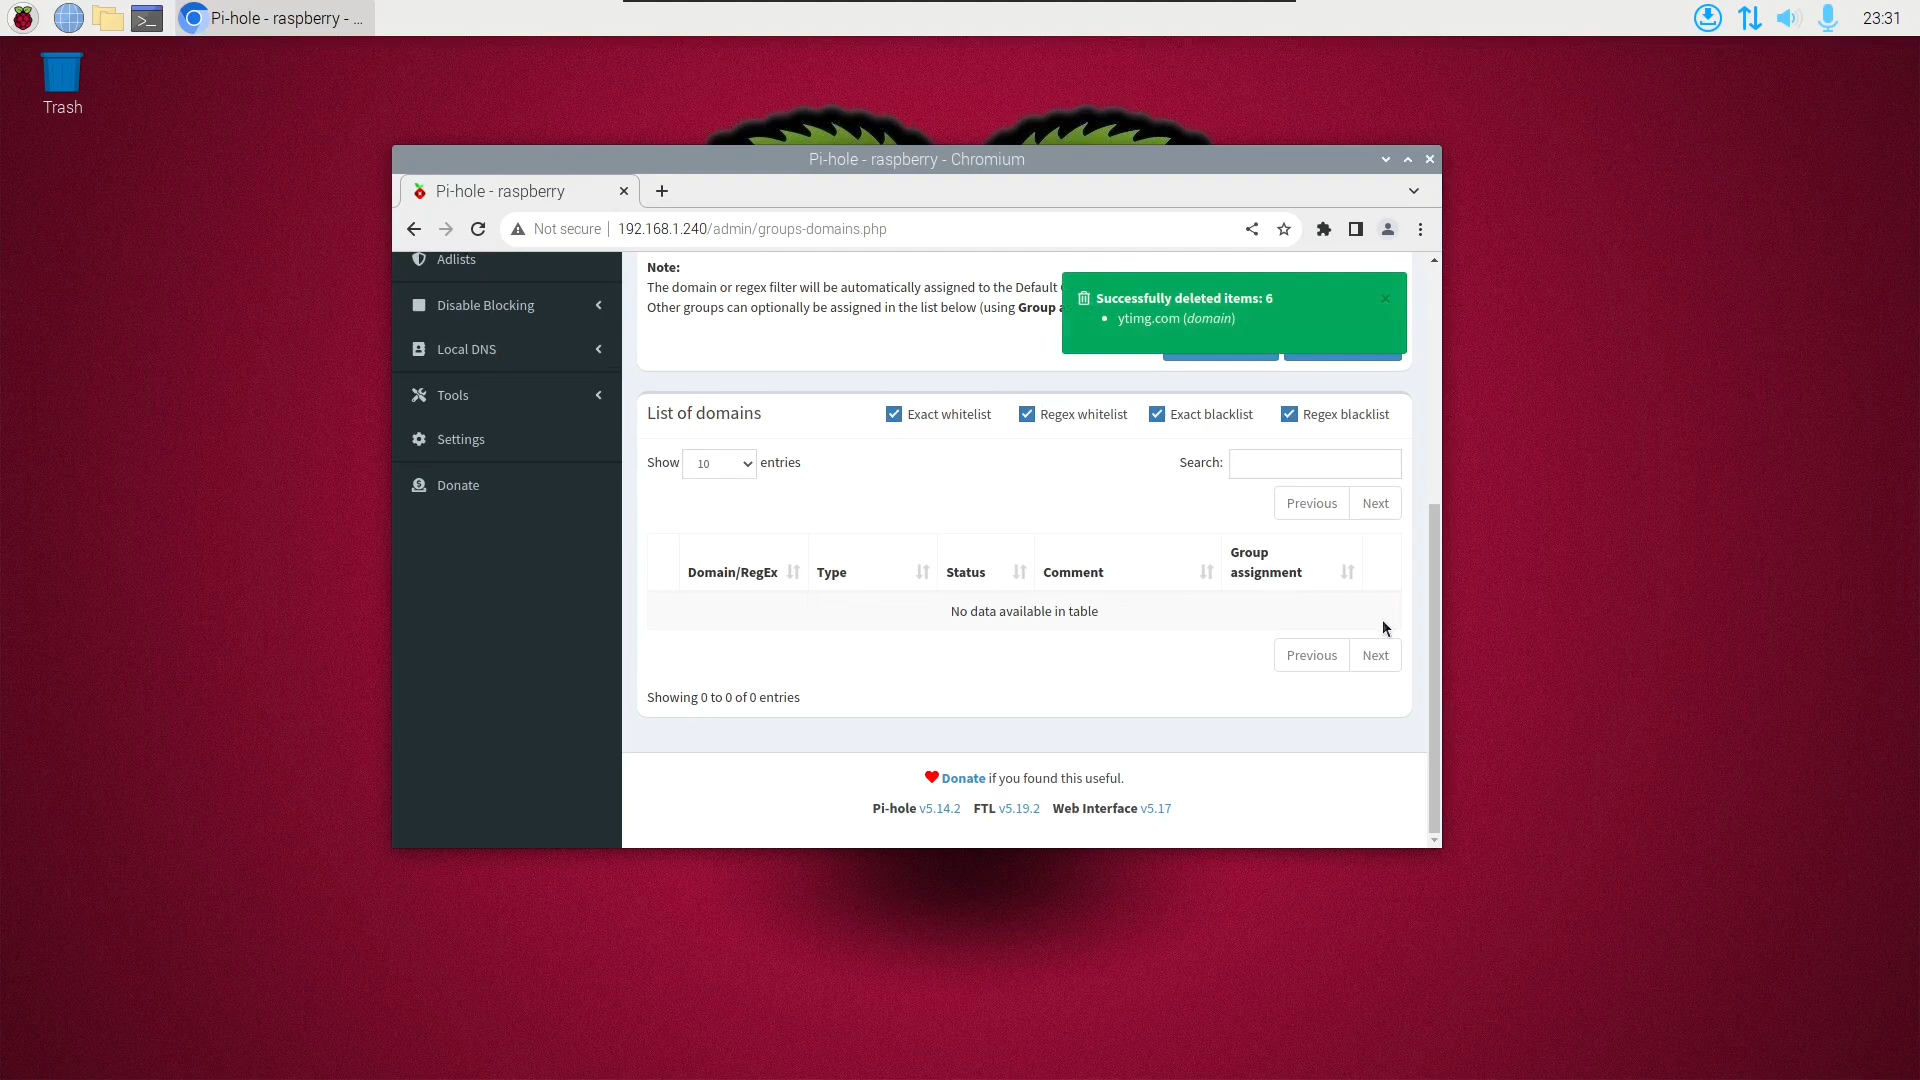 Pi-hole - raspberry - ...
23:31
Trash
Pi-hole - raspberry - Chromium
Pi-hole - raspberry
Not secure
192.168.1.240/admin/groups-domains.php
Adlists
Disable Blocking
Local DNS
Tools
Settings
Donate
Note:
The domain or regex filter will be automatically assigned to the Default
Other groups can optionally be assigned in the list below (using Group a
Successfully deleted items: 6
ytimg.com (domain)
List of domains
Exact whitelist
Regex whitelist
Exact blacklist
Regex blacklist
Show 10 entries
Search:
Previous
Next
Domain/RegEx
Type
Status
Comment
Group
assignment
No data available in table
Previous
Next
Showing 0 to 0 of 0 entries
Donate if you found this useful.
Pi-hole v5.14.2 FTL v5.19.2 Web Interface v5.17